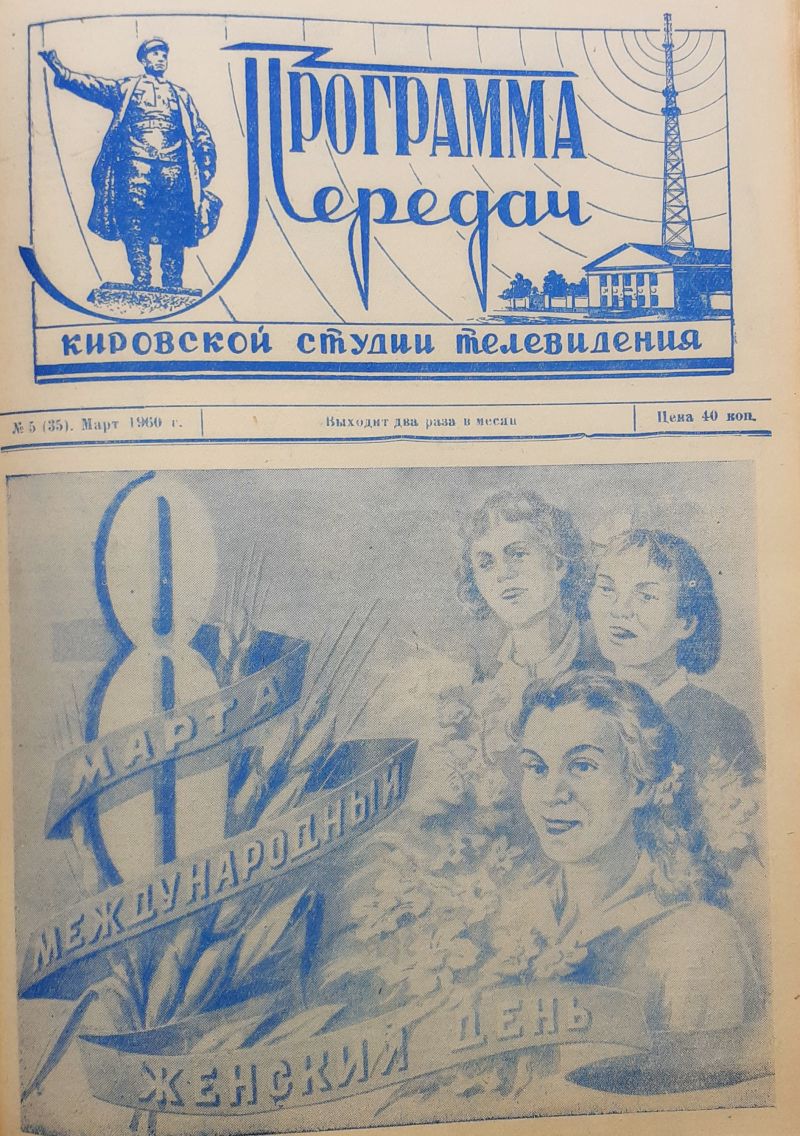 ПРОГРАММА
Передач
КИРОВСКОЙ СТУДИИ ТЕЛЕВИДЕНИЯ
№ 5 (35). Март 1960 г.
Выходит два раза в месяц
Цена 40 коп.
8
МАРТА
МЕЖДУНАРОДНЫЙ
ЖЕНСКИЙ ДЕНЬ